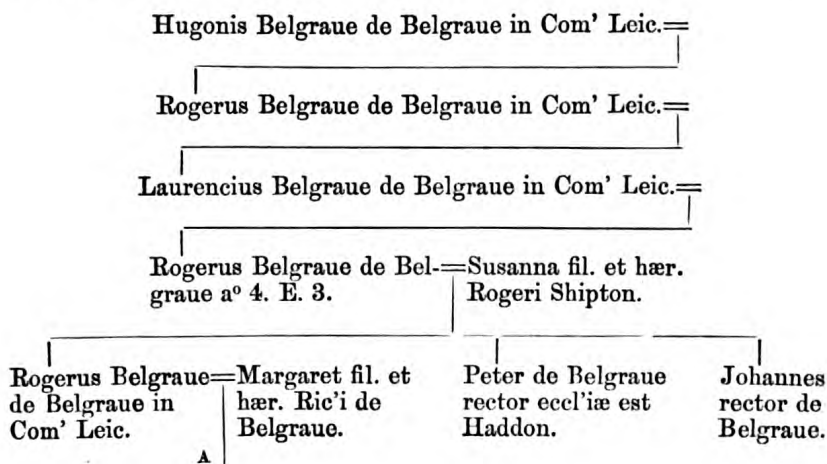 Hugonis Belgraue de Belgraue in Com' Leic.=
Rogerus Belgraue de Belgraue in Com' Leic.=
Laurencius Belgraue de Belgraue in Com' Leic.=
Rogerus Belgraue de Bel-=Susanna fil. et hær.
graue aº 4. E. 3. Rogeri Shipton.
Rogerus Belgraue=Margaret fil. et Peter de Belgraue Johannes
de Belgraue in hær. Ric'i de rector eccl'iæ est rector de
Com' Leic. Belgraue. Haddon. Belgraue.
A